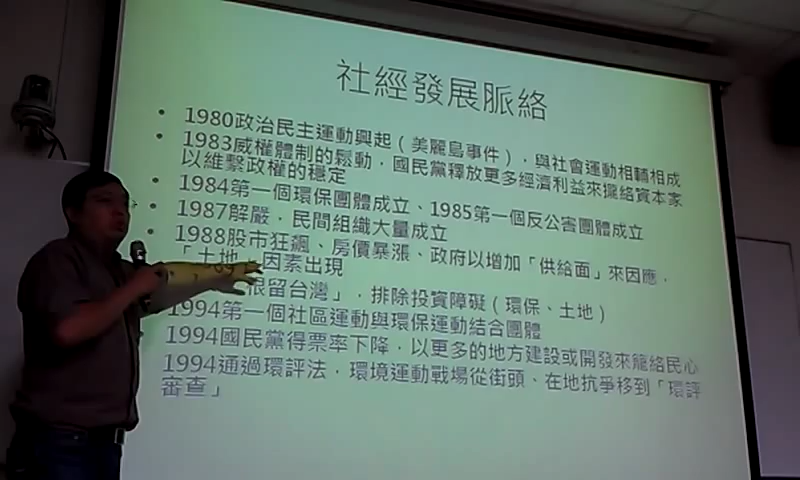 社經發展脈絡
• 1980政治民主運動興起（美麗島事件），與社會運動相輔相成
• 1983威權體制的鬆動，國民黨釋放更多經濟利益來攏絡資本家
以維繫政權的穩定
• 1984第一個環保團體成立、1985第一個反公害團體成立
• 1987解嚴，民間組織大量成立
• 1988股市狂飆、房價暴漲、政府以增加「供給面」來因應，
「土地」因素出現
根留台灣」，排除投資障礙（環保、土地）
1994第一個社區運動與環保運動結合團體
1994國民黨得票率下降，以更多的地方建設或開發來籠絡民心
1994通過環評法，環境運動戰場從街頭、在地抗爭移到「環評
審查」